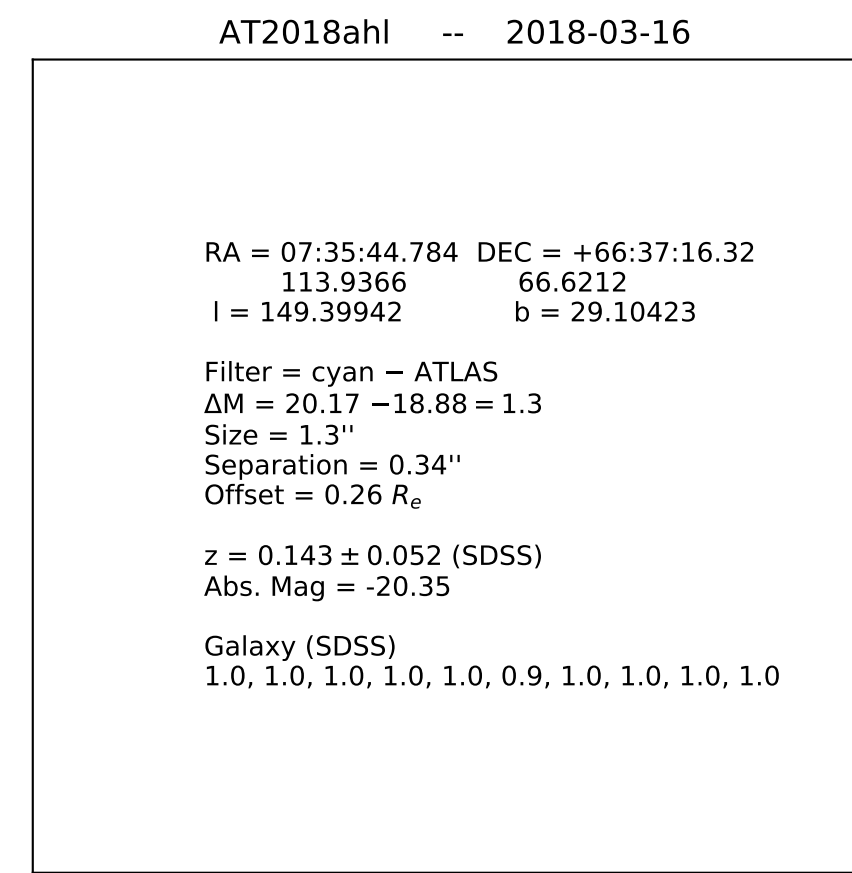 AT2018ahl -- 2018-03-16
RA = 07:35:44.784 DEC = +66:37:16.32
113.9366 66.6212
l = 149.39942 b = 29.10423
Filter = cyan − ATLAS
ΔM = 20.17 −18.88 = 1.3
Size = 1.3''
Separation = 0.34''
Offset = 0.26 Rₑ
z = 0.143 ± 0.052 (SDSS)
Abs. Mag = -20.35
Galaxy (SDSS)
1.0, 1.0, 1.0, 1.0, 1.0, 0.9, 1.0, 1.0, 1.0, 1.0